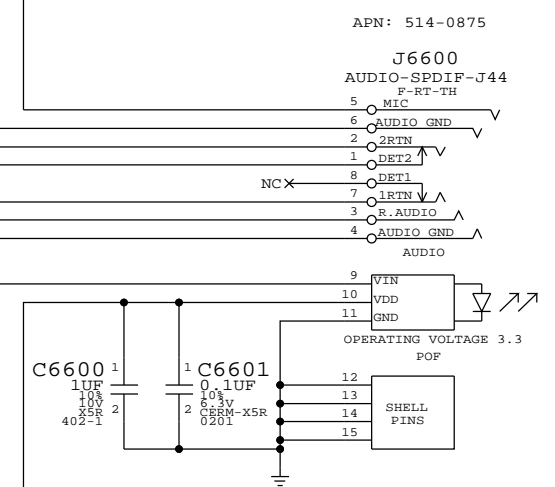 APN: 514-0875
J6600
AUDIO-SPDIF-J44
F-RT-TH
5 MIC
6 AUDIO GND
2 2RTN
1 DET2
NC 8 DET1
7 1RTN
3 R.AUDIO
4 AUDIO GND
AUDIO
9 VIN
10 VDD
11 GND
OPERATING VOLTAGE 3.3
POF
C6600 1
1UF
10%
10V
X5R 2
402-1
1 C6601
0.1UF
10%
6.3V
2 CERM-X5R
0201
12
13
14
15
SHELL
PINS